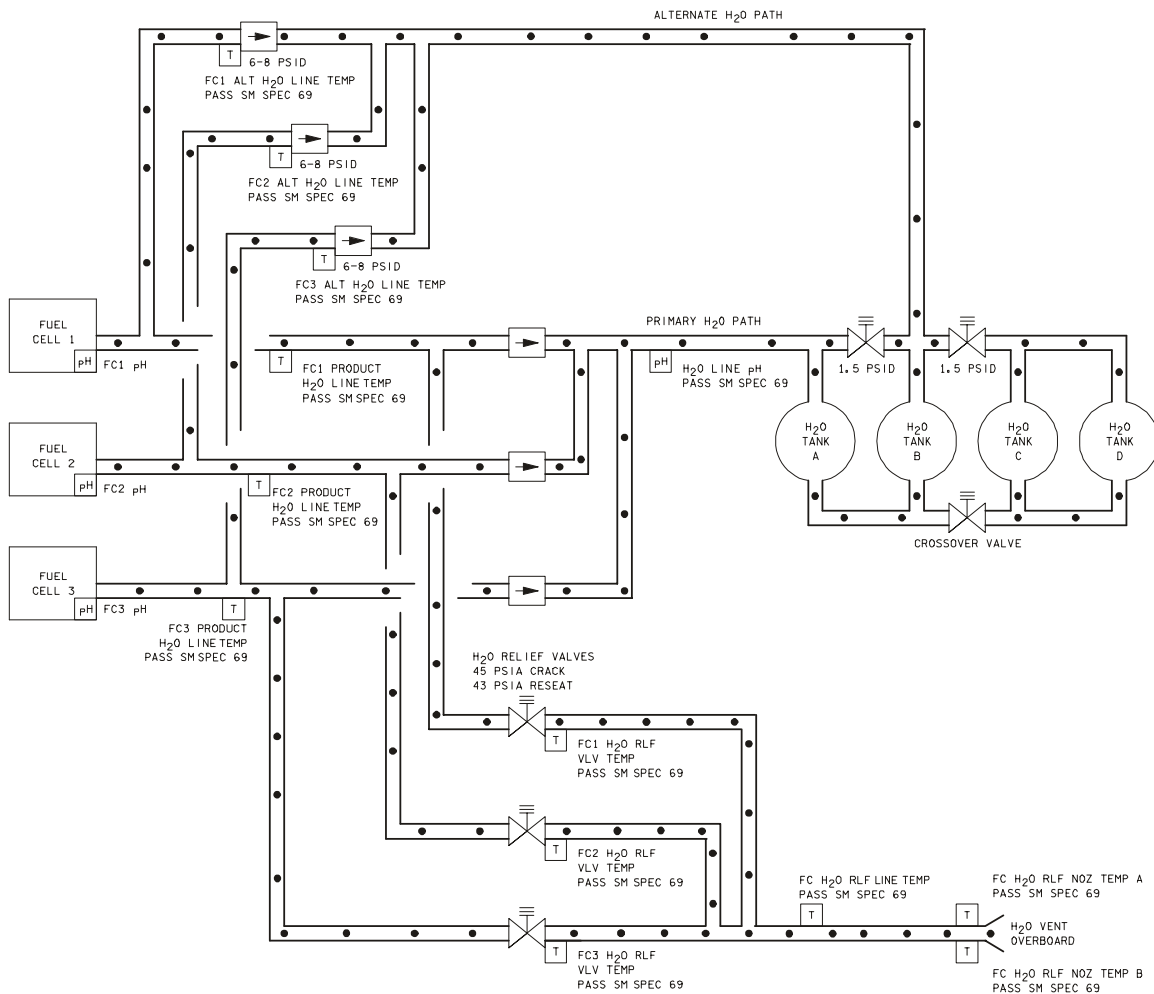 ALTERNATE H2O PATH
T
6-8 PSID
FC1 ALT H2O LINE TEMP
PASS SM SPEC 69
T
6-8 PSID
FC2 ALT H2O LINE TEMP
PASS SM SPEC 69
T
6-8 PSID
FC3 ALT H2O LINE TEMP
PASS SM SPEC 69
FUEL
CELL 1
pH
FC1 pH
T
FC1 PRODUCT
H2O LINE TEMP
PASS SM SPEC 69
PRIMARY H2O PATH
pH
H2O LINE pH
PASS SM SPEC 69
1.5 PSID
1.5 PSID
H2O
TANK
A
H2O
TANK
B
H2O
TANK
C
H2O
TANK
D
CROSSOVER VALVE
FUEL
CELL 2
pH
FC2 pH
T
FC2 PRODUCT
H2O LINE TEMP
PASS SM SPEC 69
FUEL
CELL 3
pH
FC3 pH
T
FC3 PRODUCT
H2O LINE TEMP
PASS SM SPEC 69
H2O RELIEF VALVES
45 PSIA CRACK
43 PSIA RESEAT
T
FC1 H2O RLF
VLV TEMP
PASS SM SPEC 69
T
FC2 H2O RLF
VLV TEMP
PASS SM SPEC 69
T
FC3 H2O RLF
VLV TEMP
PASS SM SPEC 69
FC H2O RLF LINE TEMP
PASS SM SPEC 69
T
FC H2O RLF NOZ TEMP A
PASS SM SPEC 69
T
H2O VENT
OVERBOARD
T
FC H2O RLF NOZ TEMP B
PASS SM SPEC 69